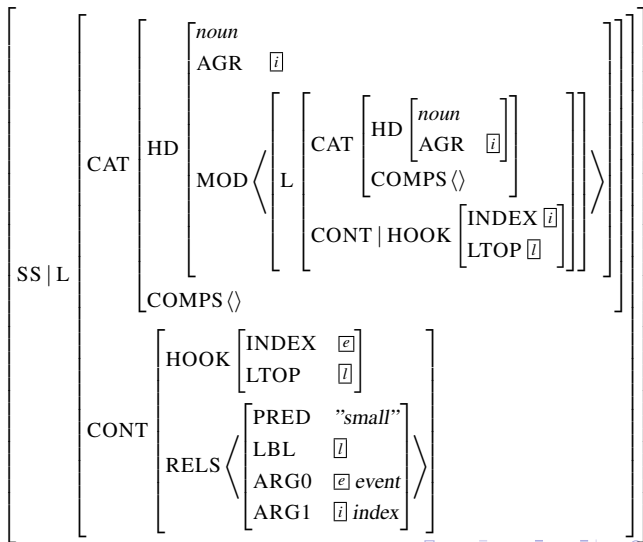 noun
AGR i
noun
HD
AGR i
CAT
COMPS ⟨⟩
HD
MOD ⟨ L ⟩
INDEX i
CONT | HOOK
LTOP l
CAT
COMPS ⟨⟩
SS | L
INDEX e
HOOK
LTOP l
CONT
PRED ”small”
LBL l
RELS ⟨ ⟩
ARG0 e event
ARG1 i index